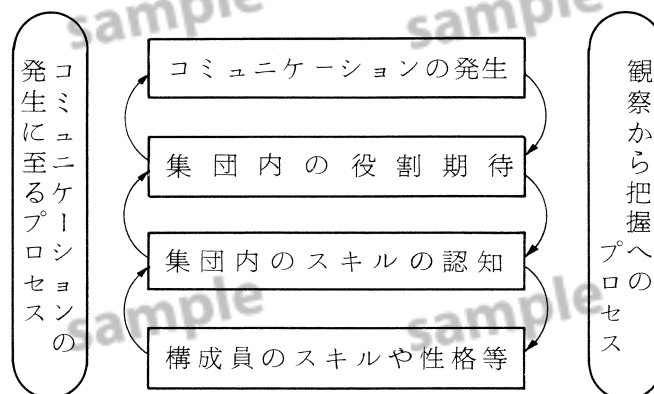 コミュニケーションの
発生に至るプロセス
コミュニケーションの発生
集団内の役割期待
集団内のスキルの認知
構成員のスキルや性格等
観察から把握への
プロセス
sample
sample
sample
sample